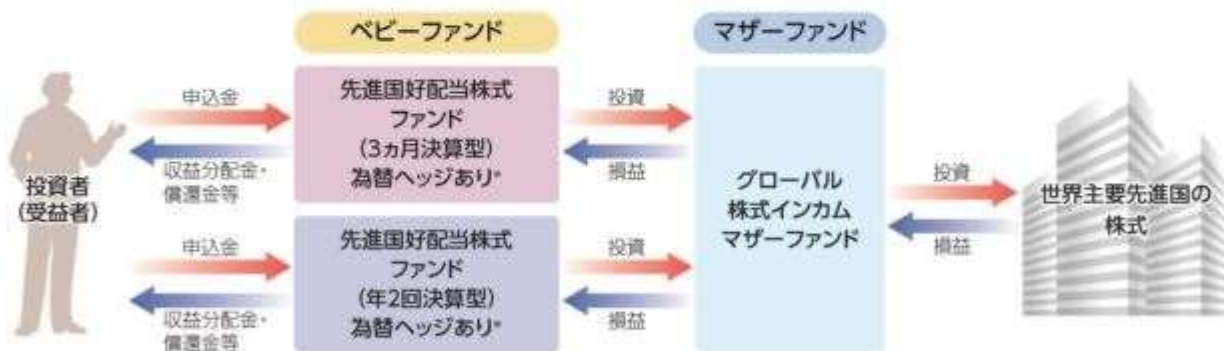 ベビーファンド
マザーファンド
申込金
収益分配金・
償還金等
先進国好配当株式
ファンド
(3ヵ月決算型)
為替ヘッジあり*
投資
損益
投資者
(受益者)
グローバル
株式インカム
マザーファンド
投資
損益
世界主要先進国の
株式
申込金
収益分配金・
償還金等
先進国好配当株式
ファンド
(年2回決算型)
為替ヘッジあり*
投資
損益